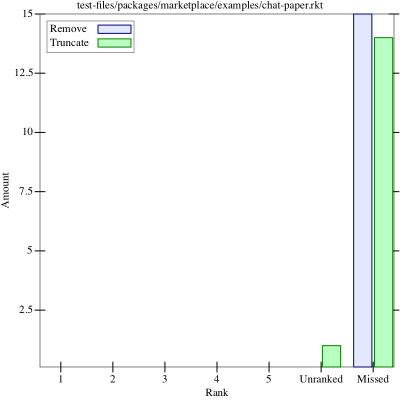 test-files/packages/marketplace/examples/chat-paper.rkt
Remove
Truncate
15
12.5
10
7.5
5
2.5
Amount
1 2 3 4 5 Unranked Missed
Rank